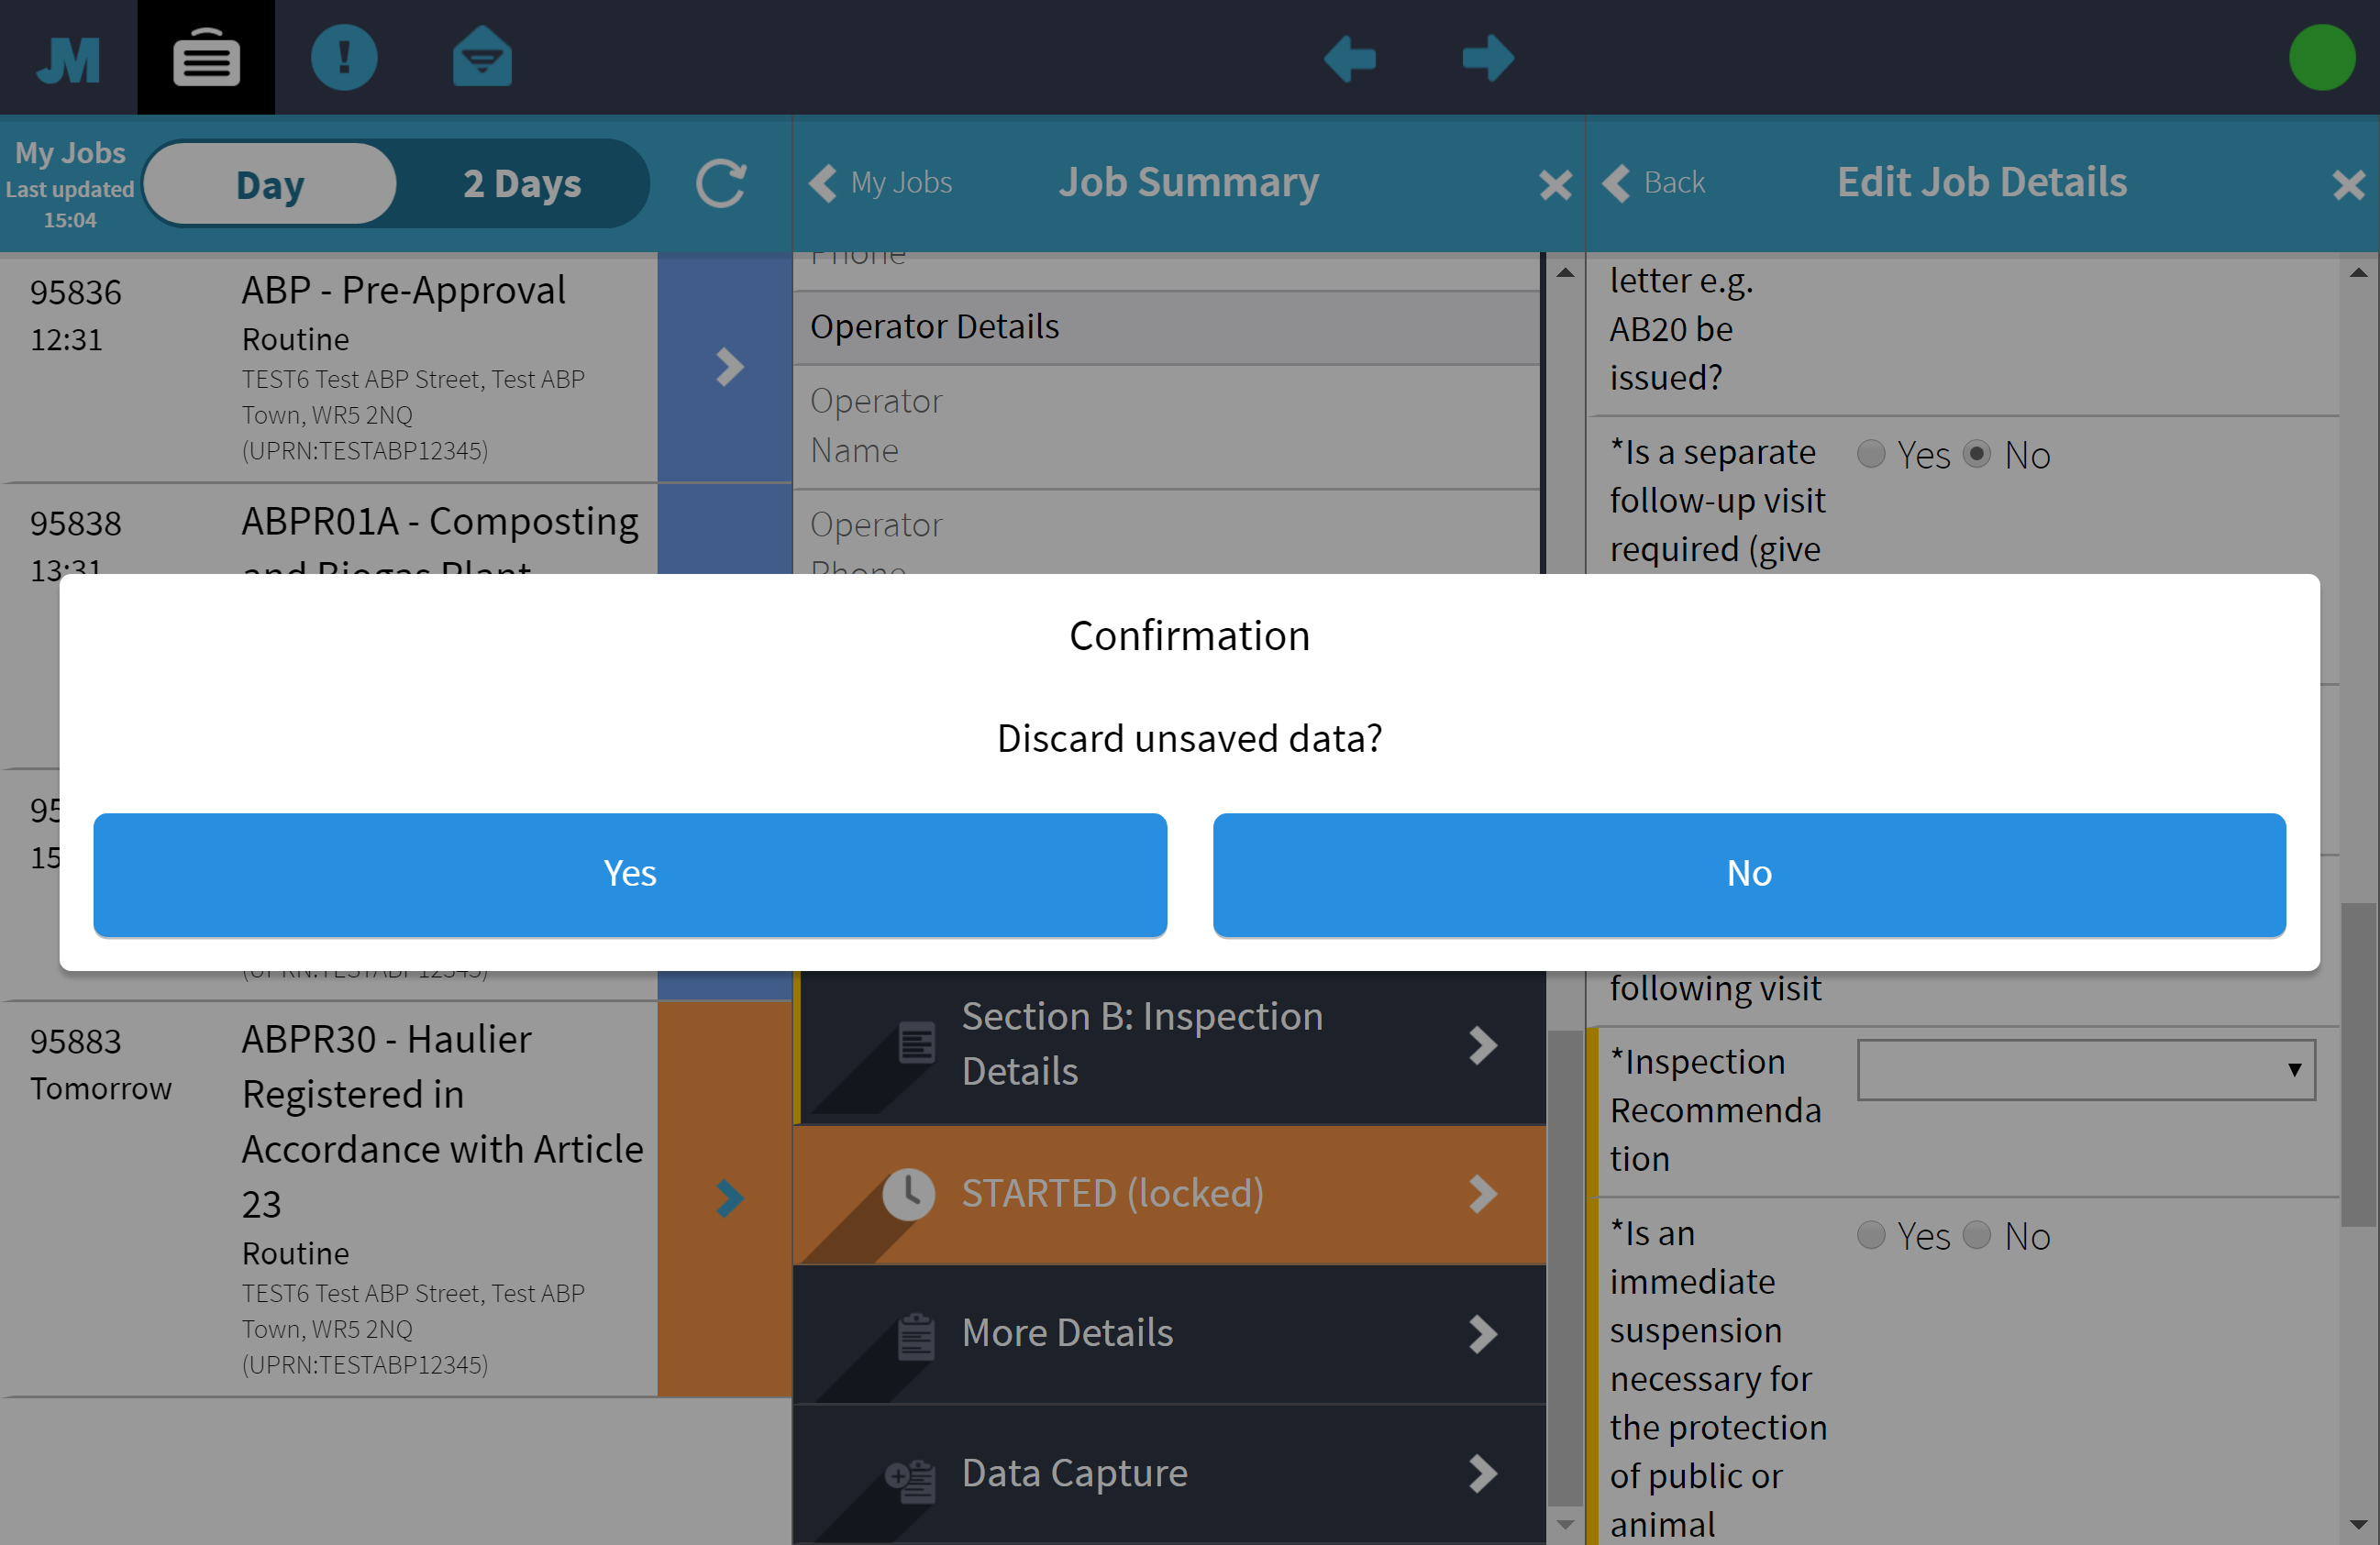 JM
My Jobs
Last updated
15:04
Day
2 Days
My Jobs
Job Summary
Back
Edit Job Details
95836
12:31
ABP - Pre-Approval
Routine
TEST6 Test ABP Street, Test ABP
Town, WR5 2NQ
(UPRN:TESTABP12345)
95838
13:31
ABPR01A - Composting
and Biogas Plant
95
15
(UPRN:TESTABP12345)
95883
Tomorrow
ABPR30 - Haulier
Registered in
Accordance with Article
23
Routine
TEST6 Test ABP Street, Test ABP
Town, WR5 2NQ
(UPRN:TESTABP12345)
Phone
Operator Details
Operator
Name
Operator
Phone
Confirmation
Discard unsaved data?
Yes
No
Section B: Inspection
Details
STARTED (locked)
More Details
Data Capture
letter e.g.
AB20 be
issued?
*Is a separate
follow-up visit
required (give
Yes No
following visit
*Inspection
Recommenda
tion
*Is an
immediate
suspension
necessary for
the protection
of public or
animal
Yes No